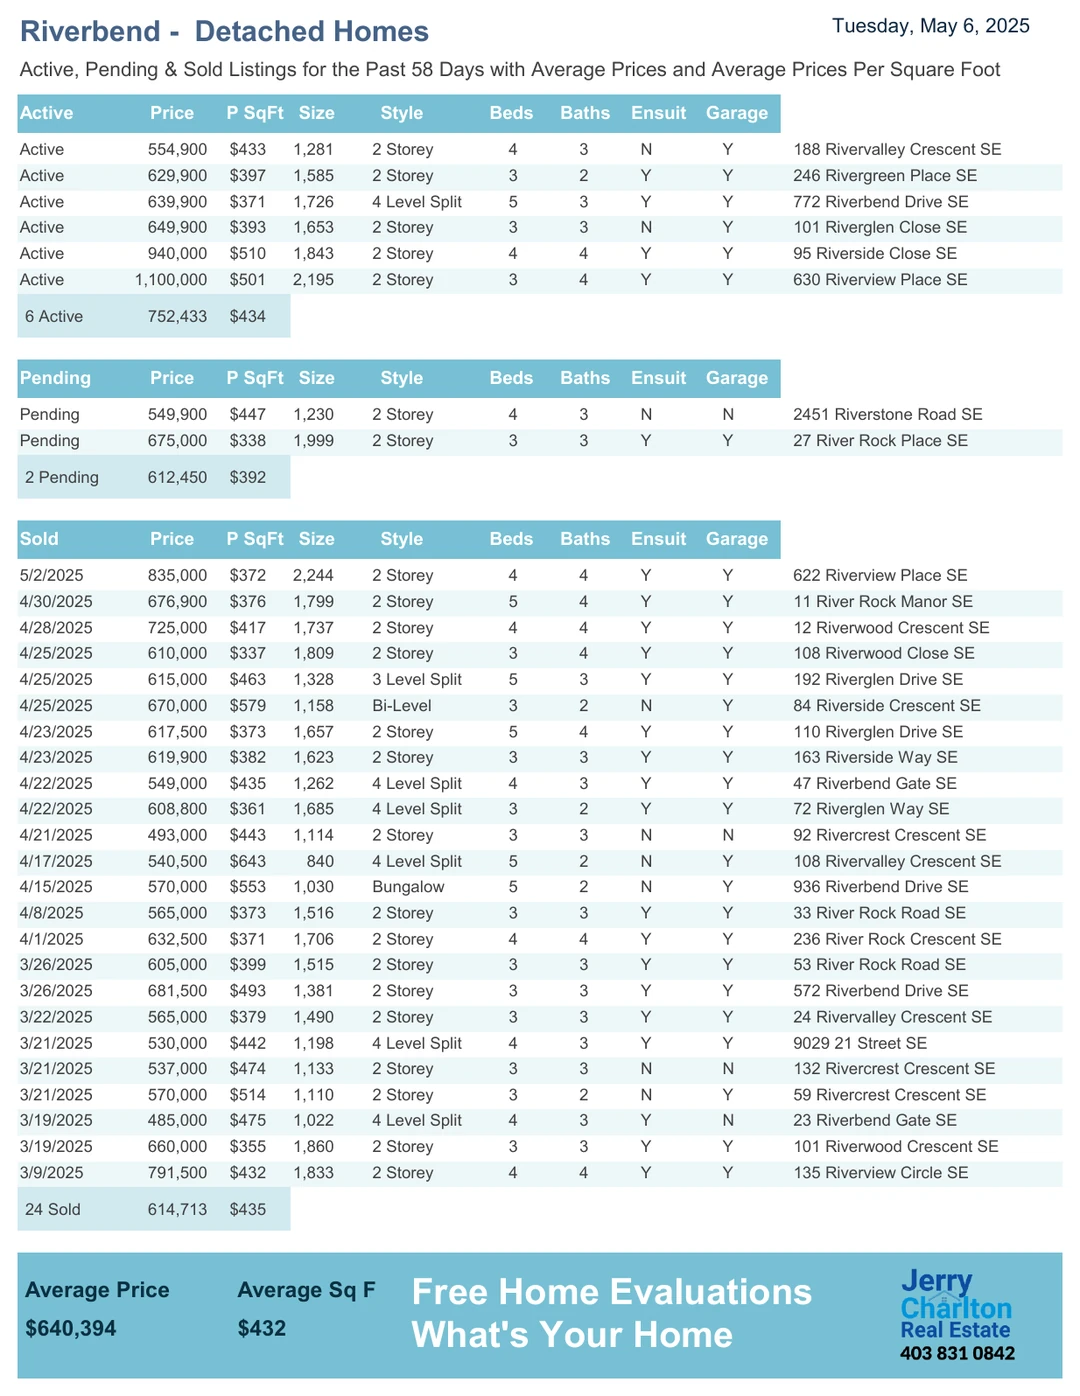 Riverbend - Detached Homes
Tuesday, May 6, 2025
Active, Pending & Sold Listings for the Past 58 Days with Average Prices and Average Prices Per Square Foot
Active Price P SqFt Size Style Beds Baths Ensuit Garage
Active 554,900 $433 1,281 2 Storey 4 3 N Y 188 Rivervalley Crescent SE
Active 629,900 $397 1,585 2 Storey 3 2 Y Y 246 Rivergreen Place SE
Active 639,900 $371 1,726 4 Level Split 5 3 Y Y 772 Riverbend Drive SE
Active 649,900 $393 1,653 2 Storey 3 3 N Y 101 Riverglen Close SE
Active 940,000 $510 1,843 2 Storey 4 4 Y Y 95 Riverside Close SE
Active 1,100,000 $501 2,195 2 Storey 3 4 Y Y 630 Riverview Place SE
6 Active 752,433 $434
Pending Price P SqFt Size Style Beds Baths Ensuit Garage
Pending 549,900 $447 1,230 2 Storey 4 3 N N 2451 Riverstone Road SE
Pending 675,000 $338 1,999 2 Storey 3 3 Y Y 27 River Rock Place SE
2 Pending 612,450 $392
Sold Price P SqFt Size Style Beds Baths Ensuit Garage
5/2/2025 835,000 $372 2,244 2 Storey 4 4 Y Y 622 Riverview Place SE
4/30/2025 676,900 $376 1,799 2 Storey 5 4 Y Y 11 River Rock Manor SE
4/28/2025 725,000 $417 1,737 2 Storey 4 4 Y Y 12 Riverwood Crescent SE
4/25/2025 610,000 $337 1,809 2 Storey 3 4 Y Y 108 Riverwood Close SE
4/25/2025 615,000 $463 1,328 3 Level Split 5 3 Y Y 192 Riverglen Drive SE
4/25/2025 670,000 $579 1,158 Bi-Level 3 2 N Y 84 Riverside Crescent SE
4/23/2025 617,500 $373 1,657 2 Storey 5 4 Y Y 110 Riverglen Drive SE
4/23/2025 619,900 $382 1,623 2 Storey 3 3 Y Y 163 Riverside Way SE
4/22/2025 549,000 $435 1,262 4 Level Split 4 3 Y Y 47 Riverbend Gate SE
4/22/2025 608,800 $361 1,685 4 Level Split 3 2 Y Y 72 Riverglen Way SE
4/21/2025 493,000 $443 1,114 2 Storey 3 3 N N 92 Rivercrest Crescent SE
4/17/2025 540,500 $643 840 4 Level Split 5 2 N Y 108 Rivervalley Crescent SE
4/15/2025 570,000 $553 1,030 Bungalow 5 2 N Y 936 Riverbend Drive SE
4/8/2025 565,000 $373 1,516 2 Storey 3 3 Y Y 33 River Rock Road SE
4/1/2025 632,500 $371 1,706 2 Storey 4 4 Y Y 236 River Rock Crescent SE
3/26/2025 605,000 $399 1,515 2 Storey 3 3 Y Y 53 River Rock Road SE
3/26/2025 681,500 $493 1,381 2 Storey 3 3 Y Y 572 Riverbend Drive SE
3/22/2025 565,000 $379 1,490 2 Storey 3 3 Y Y 24 Rivervalley Crescent SE
3/21/2025 530,000 $442 1,198 4 Level Split 4 3 Y Y 9029 21 Street SE
3/21/2025 537,000 $474 1,133 2 Storey 3 3 N N 132 Rivercrest Crescent SE
3/21/2025 570,000 $514 1,110 2 Storey 3 2 N Y 59 Rivercrest Crescent SE
3/19/2025 485,000 $475 1,022 4 Level Split 4 3 Y N 23 Riverbend Gate SE
3/19/2025 660,000 $355 1,860 2 Storey 3 3 Y Y 101 Riverwood Crescent SE
3/9/2025 791,500 $432 1,833 2 Storey 4 4 Y Y 135 Riverview Circle SE
24 Sold 614,713 $435
Average Price Average Sq F
$640,394 $432
Free Home Evaluations
What's Your Home
Jerry
Charlton
Real Estate
403 831 0842